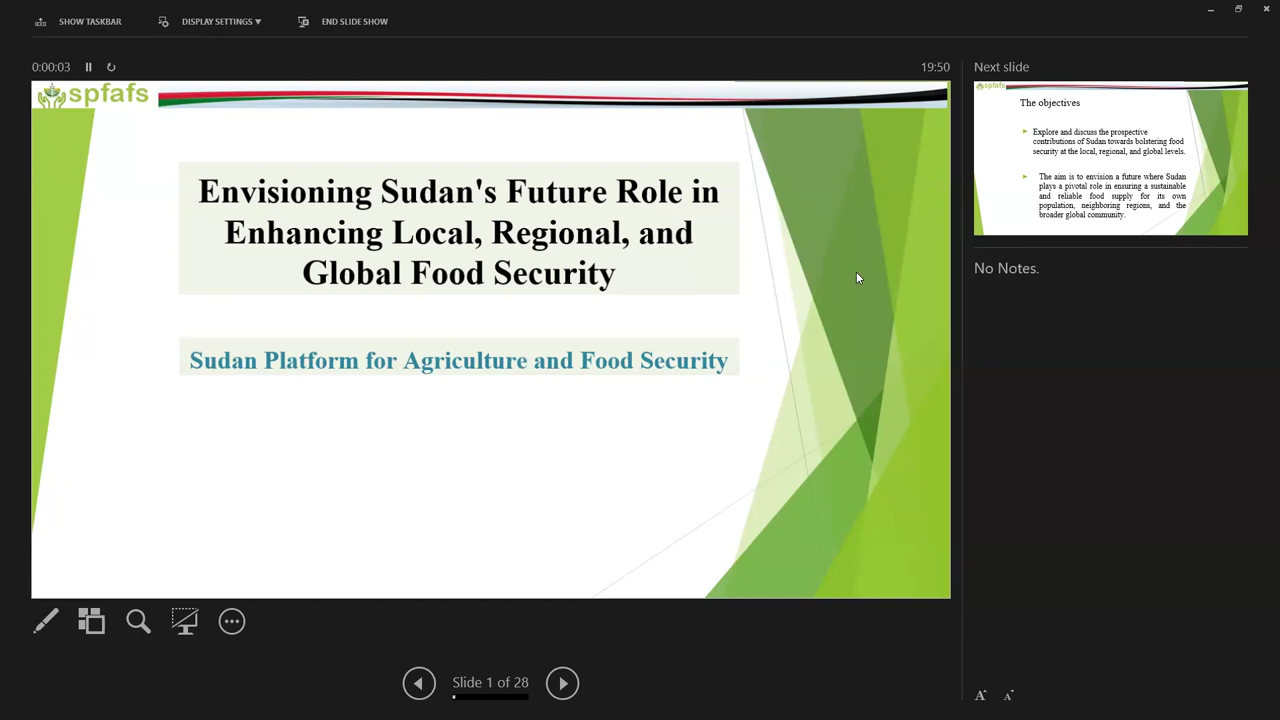 SHOW TASKBAR
DISPLAY SETTINGS ▼
END SLIDE SHOW
0:00:03
19:50
spfafs
Envisioning Sudan's Future Role in
Enhancing Local, Regional, and
Global Food Security
Sudan Platform for Agriculture and Food Security
Slide 1 of 28
Next slide
spfafs
The objectives
Explore and discuss the prospective
contributions of Sudan towards bolstering food
security at the local, regional, and global levels.
The aim is to envision a future where Sudan
plays a pivotal role in ensuring a sustainable
and reliable food supply for its own
population, neighboring regions, and the
broader global community.
No Notes.
A A